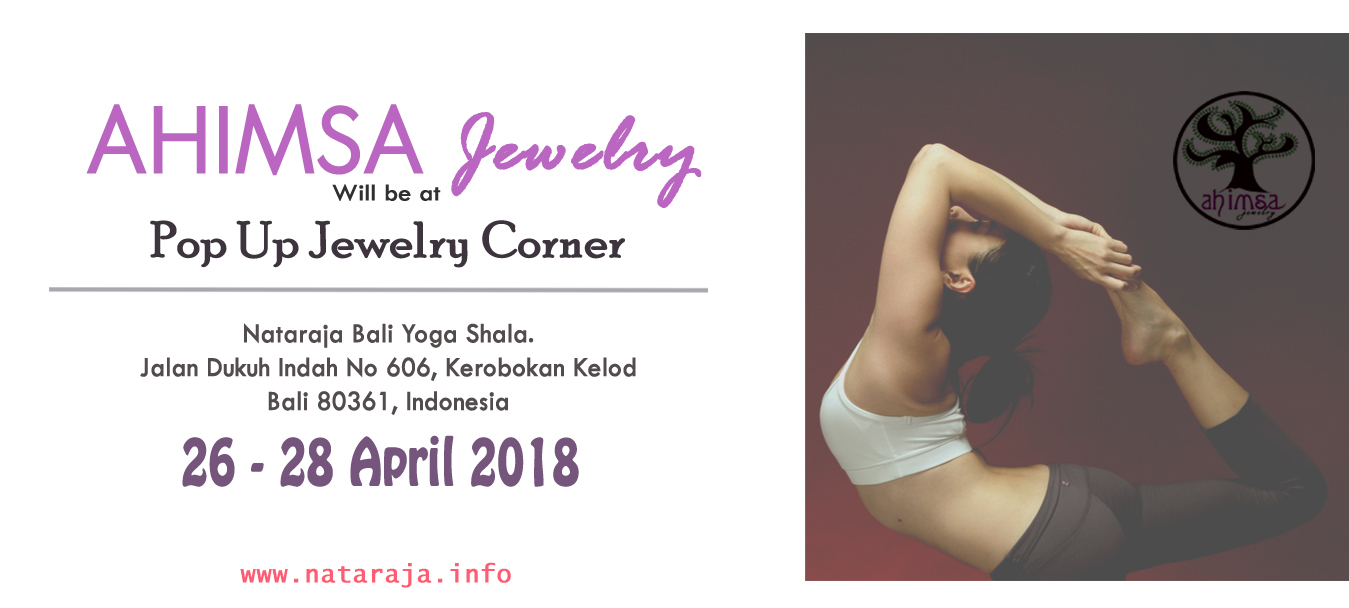 AHIMSA Jewelry
Will be at
Pop Up Jewelry Corner
Nataraja Bali Yoga Shala.
Jalan Dukuh Indah No 606, Kerobokan Kelod
Bali 80361, Indonesia
26 - 28 April 2018
www.nataraja.info
ahimsa
jewelry